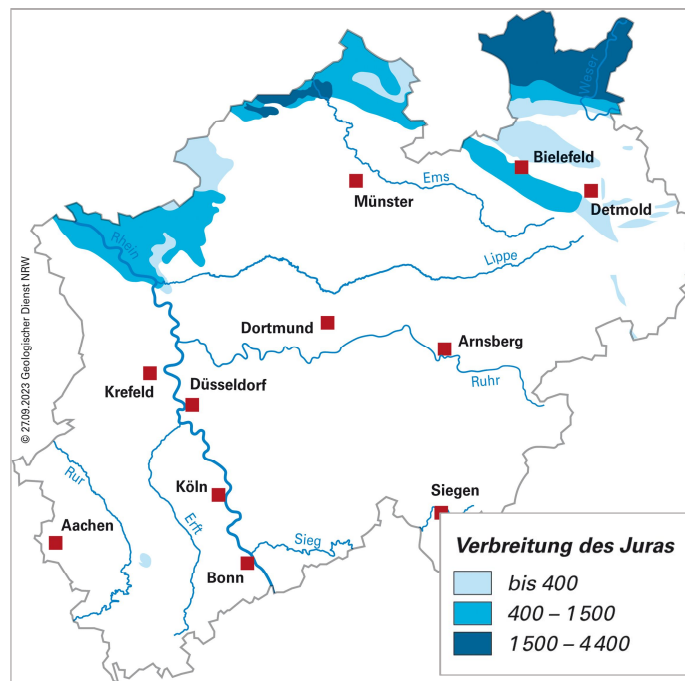 Weser
Bielefeld
Ems
Münster
Detmold
Rhein
Lippe
Dortmund
Arnsberg
Krefeld
Düsseldorf
Ruhr
© 27.09.2023 Geologischer Dienst NRW
Rur
Köln
Siegen
Aachen
Erft
Sieg
Bonn
Verbreitung des Juras
bis 400
400 – 1 500
1 500 – 4 400